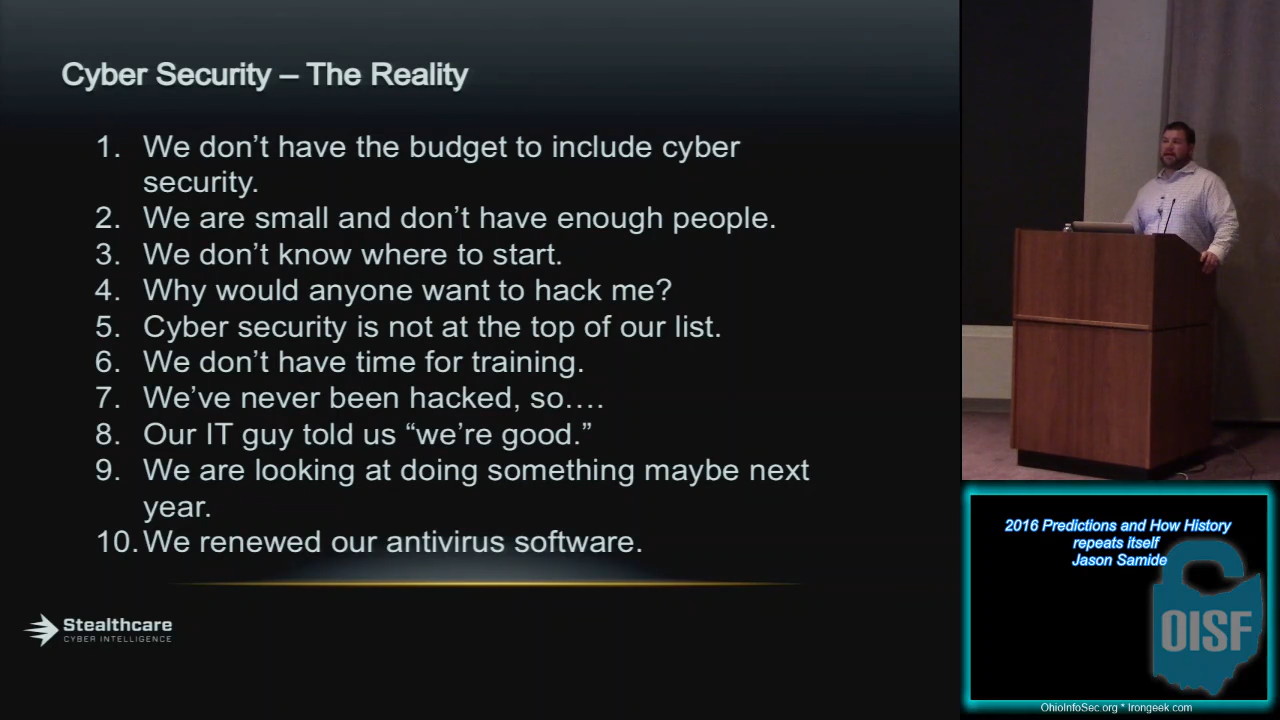 Cyber Security – The Reality
1. We don’t have the budget to include cyber
security.
2. We are small and don’t have enough people.
3. We don’t know where to start.
4. Why would anyone want to hack me?
5. Cyber security is not at the top of our list.
6. We don’t have time for training.
7. We’ve never been hacked, so….
8. Our IT guy told us “we’re good.”
9. We are looking at doing something maybe next
year.
10. We renewed our antivirus software.
Stealthcare
CYBER INTELLIGENCE
2016 Predictions and How History
repeats itself
Jason Samide
OISF
OhioInfoSec.org * Irongeek.com